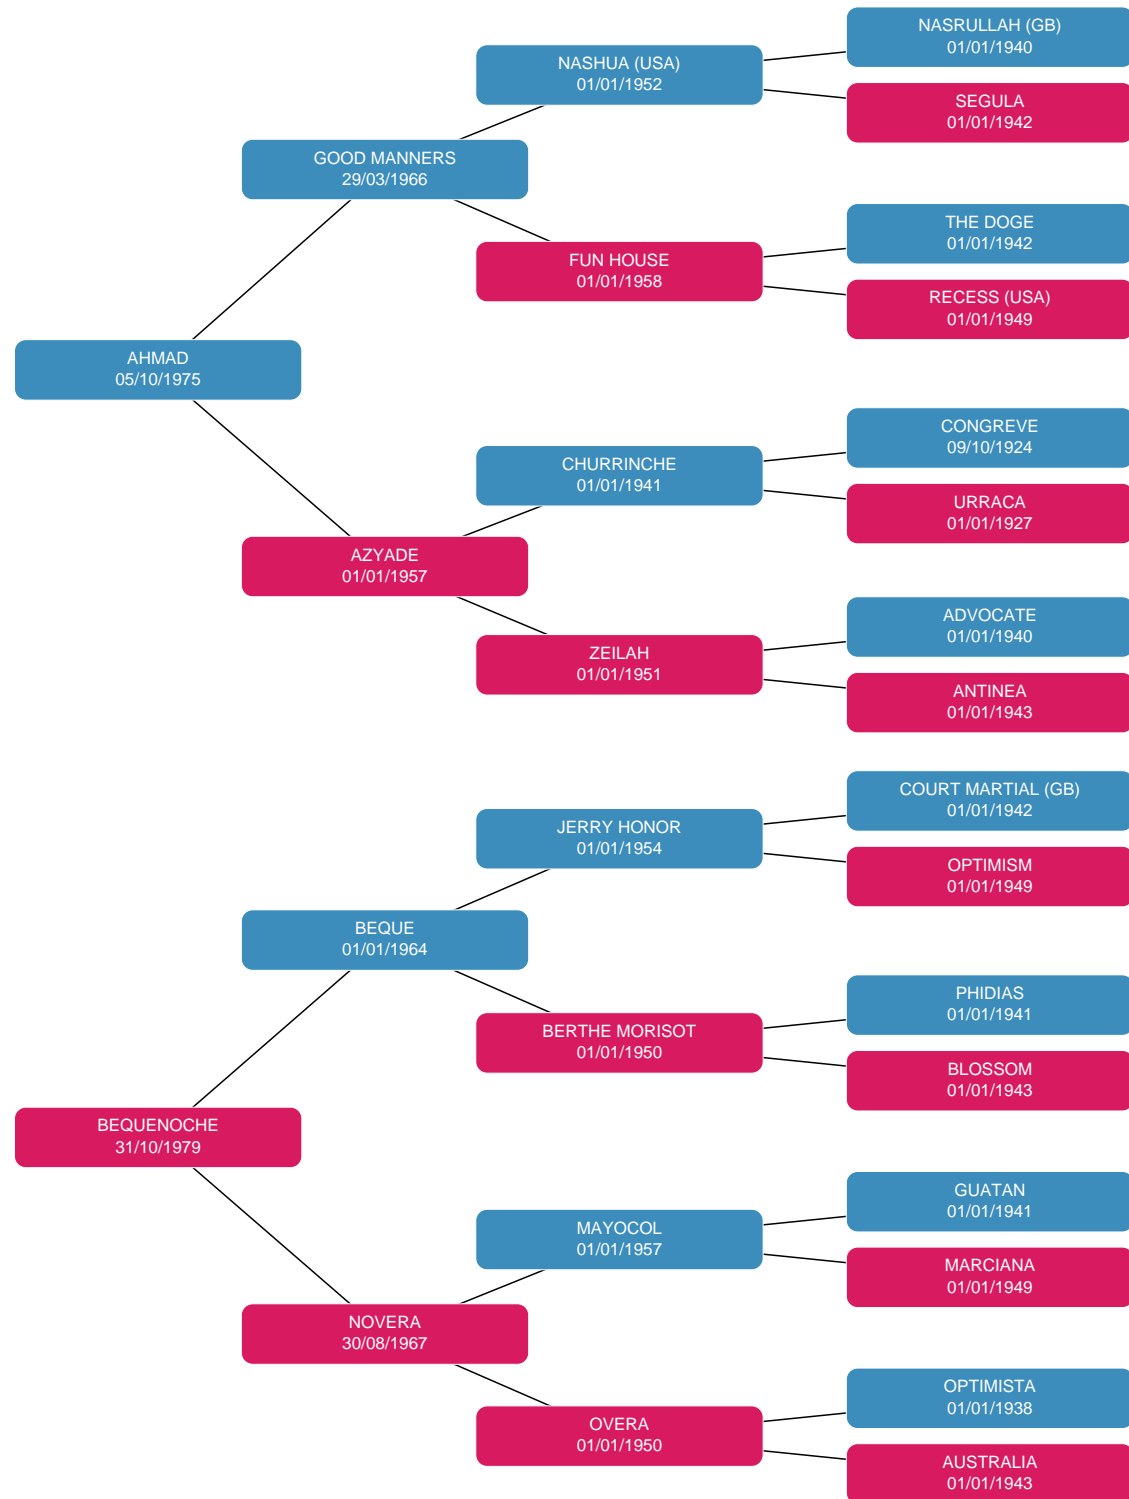 NASRULLAH (GB)
01/01/1940
NASHUA (USA)
01/01/1952
SEGULA
01/01/1942
GOOD MANNERS
29/03/1966
THE DOGE
01/01/1942
FUN HOUSE
01/01/1958
RECESS (USA)
01/01/1949
AHMAD
05/10/1975
CONGREVE
09/10/1924
CHURRINCHE
01/01/1941
URRACA
01/01/1927
AZYADE
01/01/1957
ADVOCATE
01/01/1940
ZEILAH
01/01/1951
ANTINEA
01/01/1943
COURT MARTIAL (GB)
01/01/1942
JERRY HONOR
01/01/1954
OPTIMISM
01/01/1949
BEQUE
01/01/1964
PHIDIAS
01/01/1941
BERTHE MORISOT
01/01/1950
BLOSSOM
01/01/1943
BEQUENOCHE
31/10/1979
GUATAN
01/01/1941
MAYOCOL
01/01/1957
MARCIANA
01/01/1949
NOVERA
30/08/1967
OPTIMISTA
01/01/1938
OVERA
01/01/1950
AUSTRALIA
01/01/1943